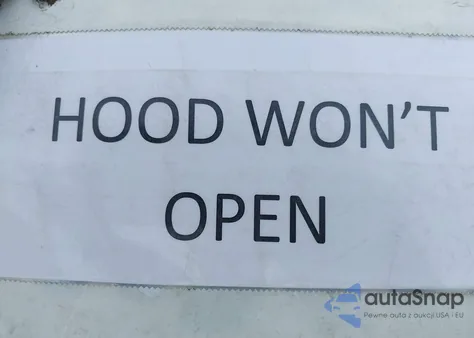 HOOD WON'T
OPEN
autaSnap
Pewne auta z aukcji USA i EU